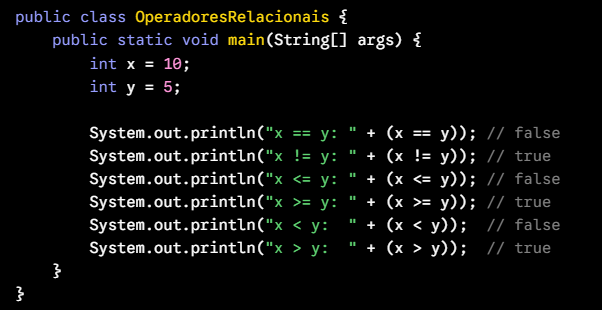 public class OperadoresRelacionais {
    public static void main(String[] args) {
        int x = 10;
        int y = 5;

        System.out.println("x == y: " + (x == y)); // false
        System.out.println("x != y: " + (x != y)); // true
        System.out.println("x <= y: " + (x <= y)); // false
        System.out.println("x >= y: " + (x >= y)); // true
        System.out.println("x < y:  " + (x < y));  // false
        System.out.println("x > y:  " + (x > y));  // true
    }
}